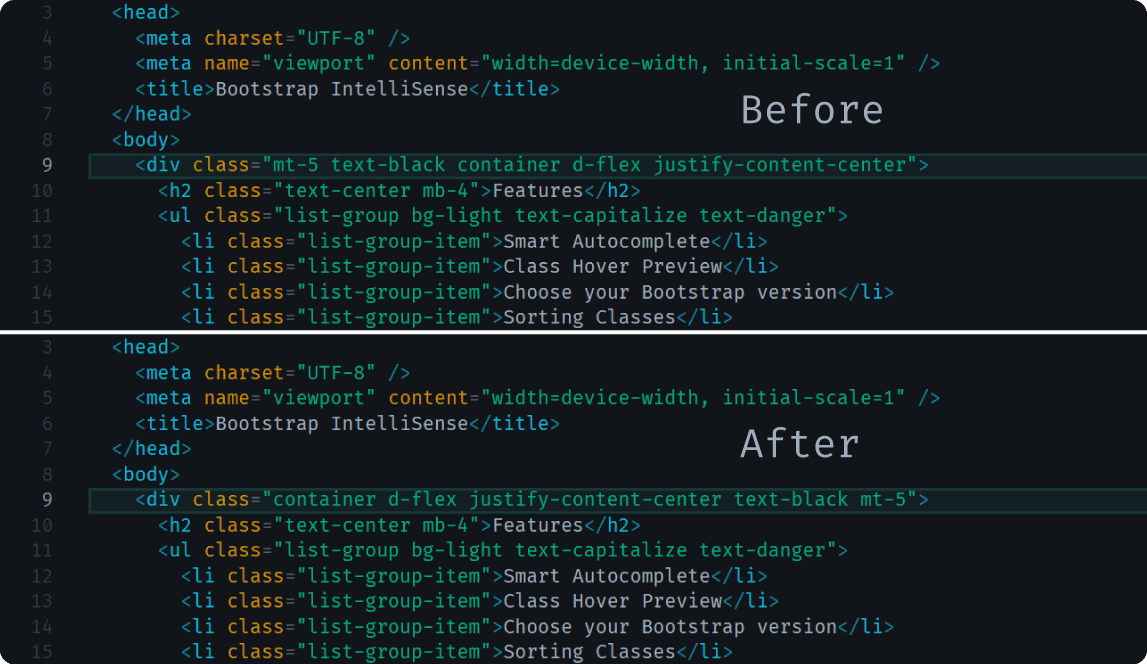 3 <head>
4 <meta charset="UTF-8" />
5 <meta name="viewport" content="width=device-width, initial-scale=1" />
6 <title>Bootstrap IntelliSense</title>
Before
7 </head>
8 <body>
9 <div class="mt-5 text-black container d-flex justify-content-center">
10 <h2 class="text-center mb-4">Features</h2>
11 <ul class="list-group bg-light text-capitalize text-danger">
12 <li class="list-group-item">Smart Autocomplete</li>
13 <li class="list-group-item">Class Hover Preview</li>
14 <li class="list-group-item">Choose your Bootstrap version</li>
15 <li class="list-group-item">Sorting Classes</li>
3 <head>
4 <meta charset="UTF-8" />
5 <meta name="viewport" content="width=device-width, initial-scale=1" />
6 <title>Bootstrap IntelliSense</title>
After
7 </head>
8 <body>
9 <div class="container d-flex justify-content-center text-black mt-5">
10 <h2 class="text-center mb-4">Features</h2>
11 <ul class="list-group bg-light text-capitalize text-danger">
12 <li class="list-group-item">Smart Autocomplete</li>
13 <li class="list-group-item">Class Hover Preview</li>
14 <li class="list-group-item">Choose your Bootstrap version</li>
15 <li class="list-group-item">Sorting Classes</li>